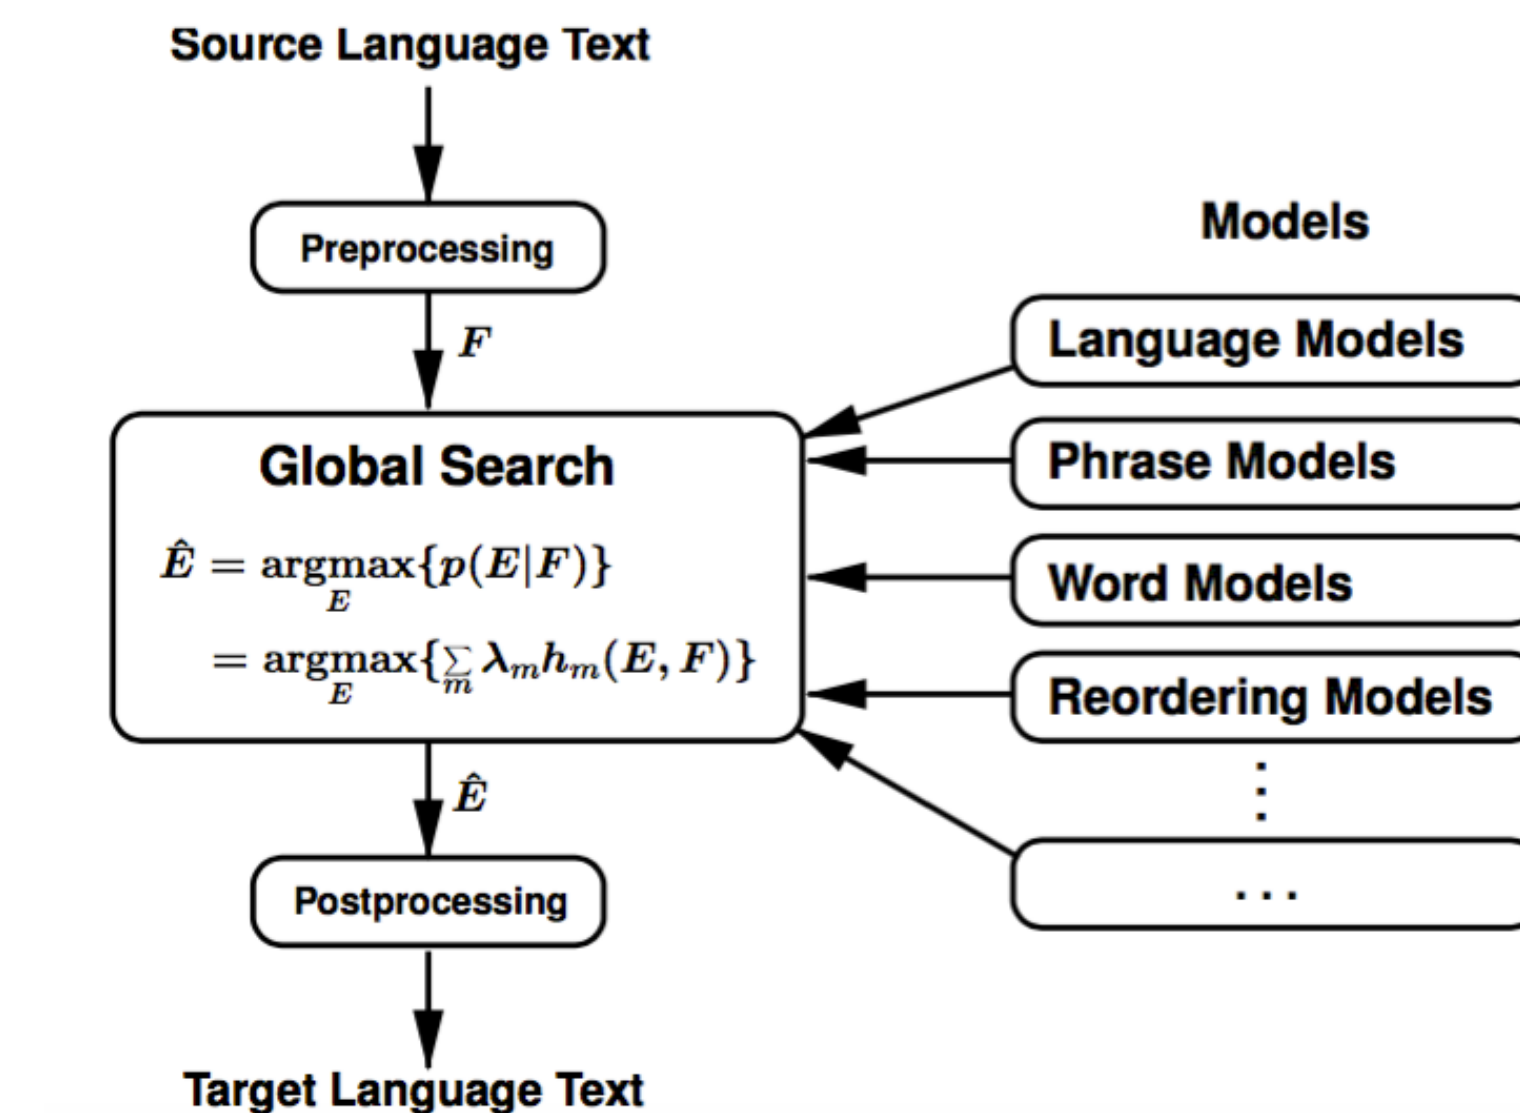 Source Language Text
Preprocessing
F
Global Search
Ê = argmax{p(E|F)}
E
= argmax{∑ λₘhₘ(E, F)}
E m
Ê
Postprocessing
Target Language Text
Models
Language Models
Phrase Models
Word Models
Reordering Models
⋮
. . .